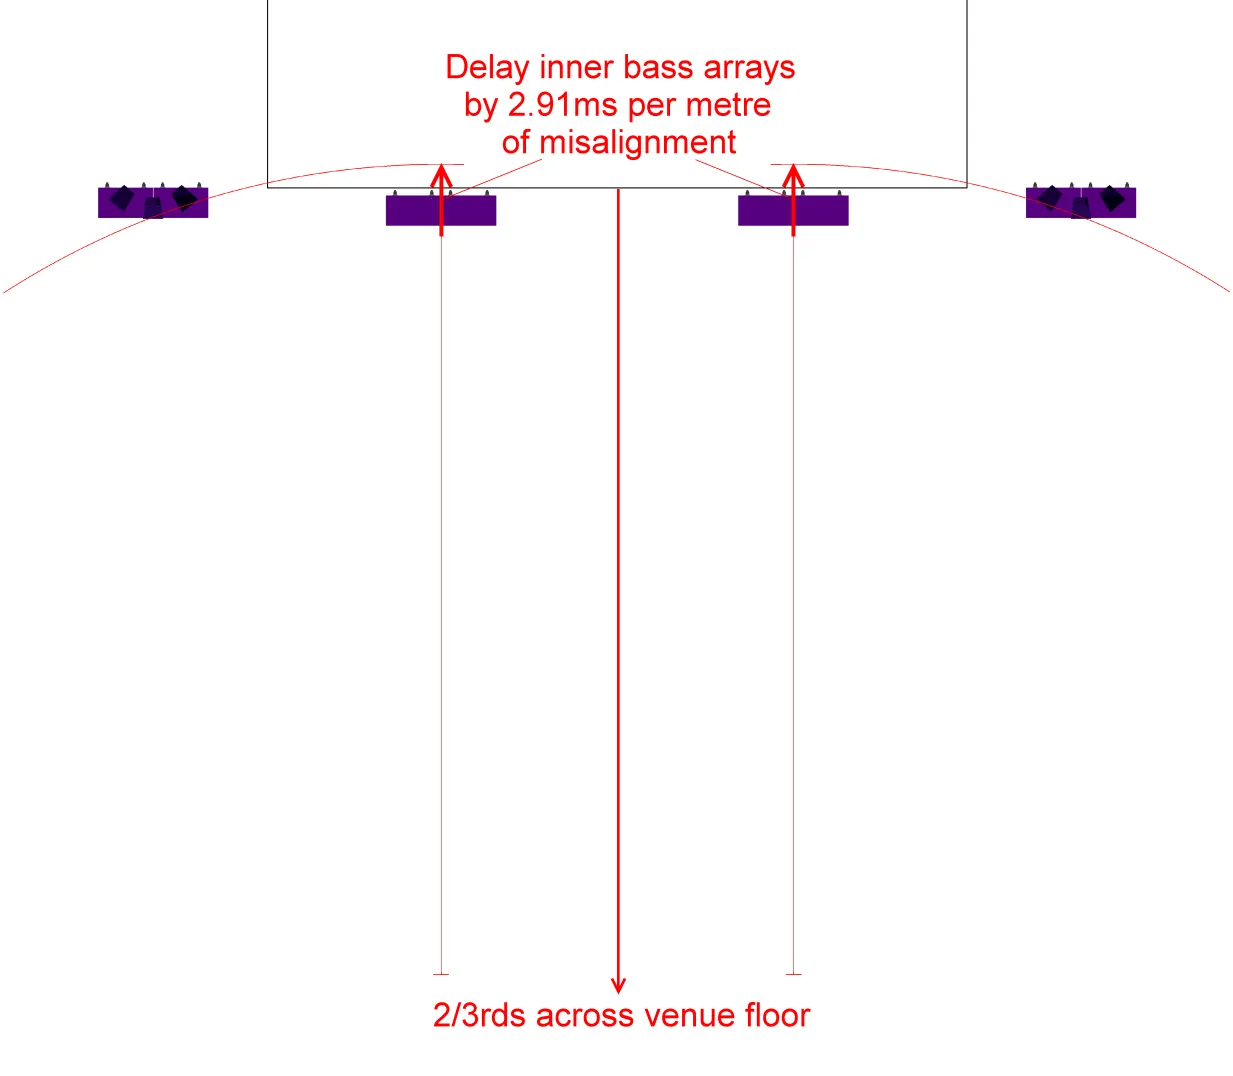 Delay inner bass arrays
by 2.91ms per metre
of misalignment
2/3rds across venue floor